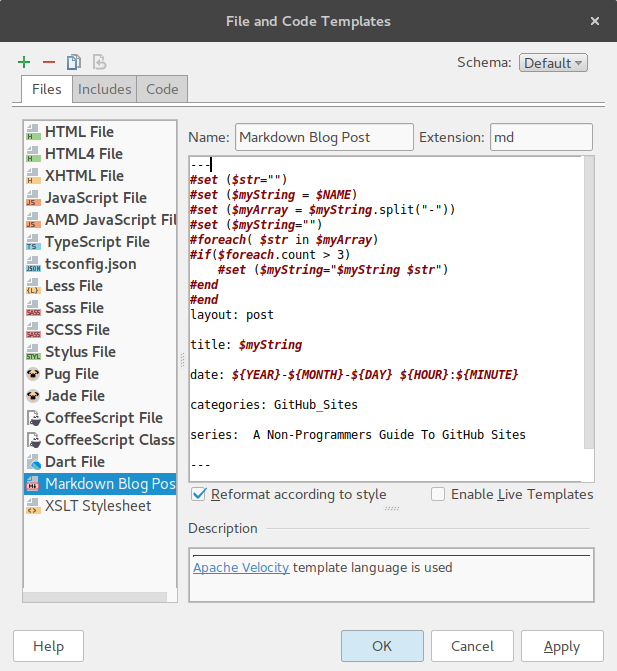 File and Code Templates
Schema: Default
Files Includes Code
HTML File
HTML4 File
XHTML File
JavaScript File
AMD JavaScript Fil
TypeScript File
tsconfig.json
Less File
Sass File
SCSS File
Stylus File
Pug File
Jade File
CoffeeScript File
CoffeeScript Class
Dart File
Markdown Blog Pos
XSLT Stylesheet
Name: Markdown Blog Post Extension: md
---
#set ($str="")
#set ($myString = $NAME)
#set ($myArray = $myString.split("-"))
#set ($myString="")
#foreach( $str in $myArray)
#if($foreach.count > 3)
    #set ($myString="$myString $str")
#end
#end
layout: post
title: $myString
date: ${YEAR}-${MONTH}-${DAY} ${HOUR}:${MINUTE}
categories: GitHub_Sites
series:  A Non-Programmers Guide To GitHub Sites
---
Reformat according to style Enable Live Templates
Description
Apache Velocity template language is used
Help OK Cancel Apply